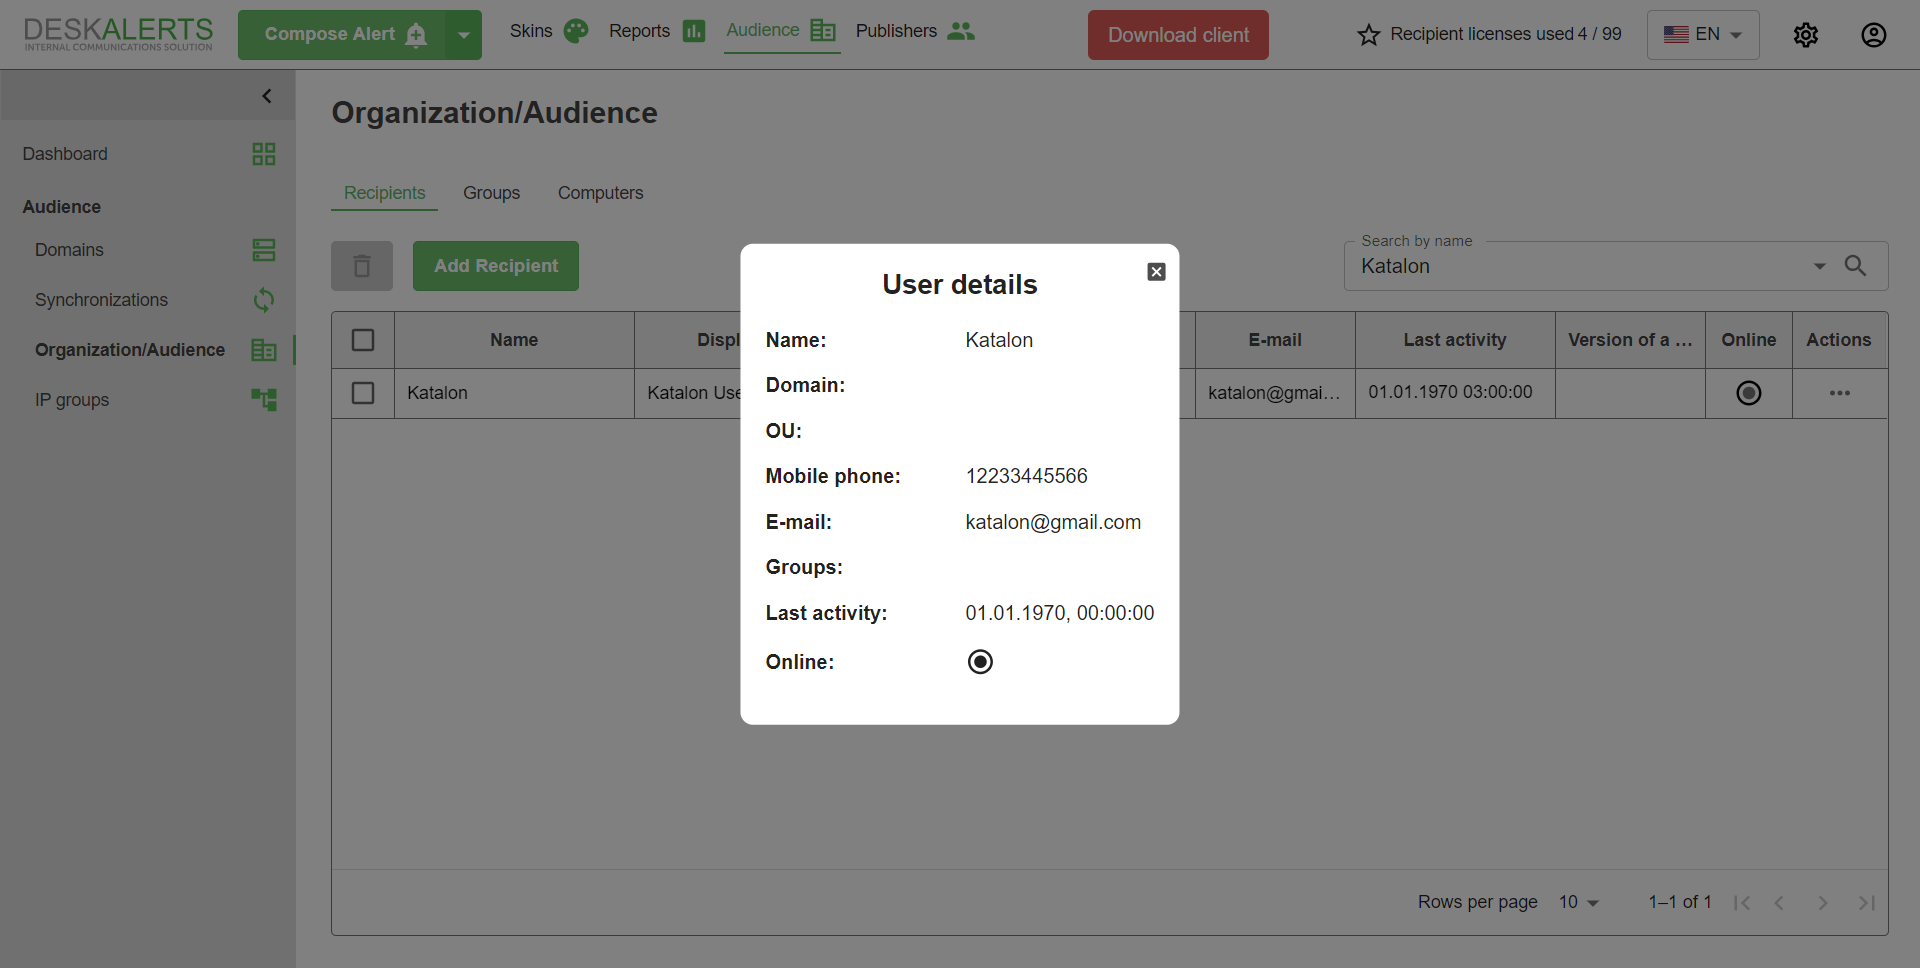 DESKALERTS
INTERNAL COMMUNICATIONS SOLUTION
Compose Alert
Skins
Reports
Audience
Publishers
Download client
Recipient licenses used 4 / 99
EN
Dashboard
Audience
Domains
Synchronizations
Organization/Audience
IP groups
Organization/Audience
Recipients
Groups
Computers
Add Recipient
Search by name
Katalon
Name
Displ
E-mail
Last activity
Version of a ...
Online
Actions
Katalon
Katalon Use
katalon@gmai...
01.01.1970 03:00:00
User details
Name: Katalon
Domain:
OU:
Mobile phone: 12233445566
E-mail: katalon@gmail.com
Groups:
Last activity: 01.01.1970, 00:00:00
Online:
Rows per page 10
1–1 of 1